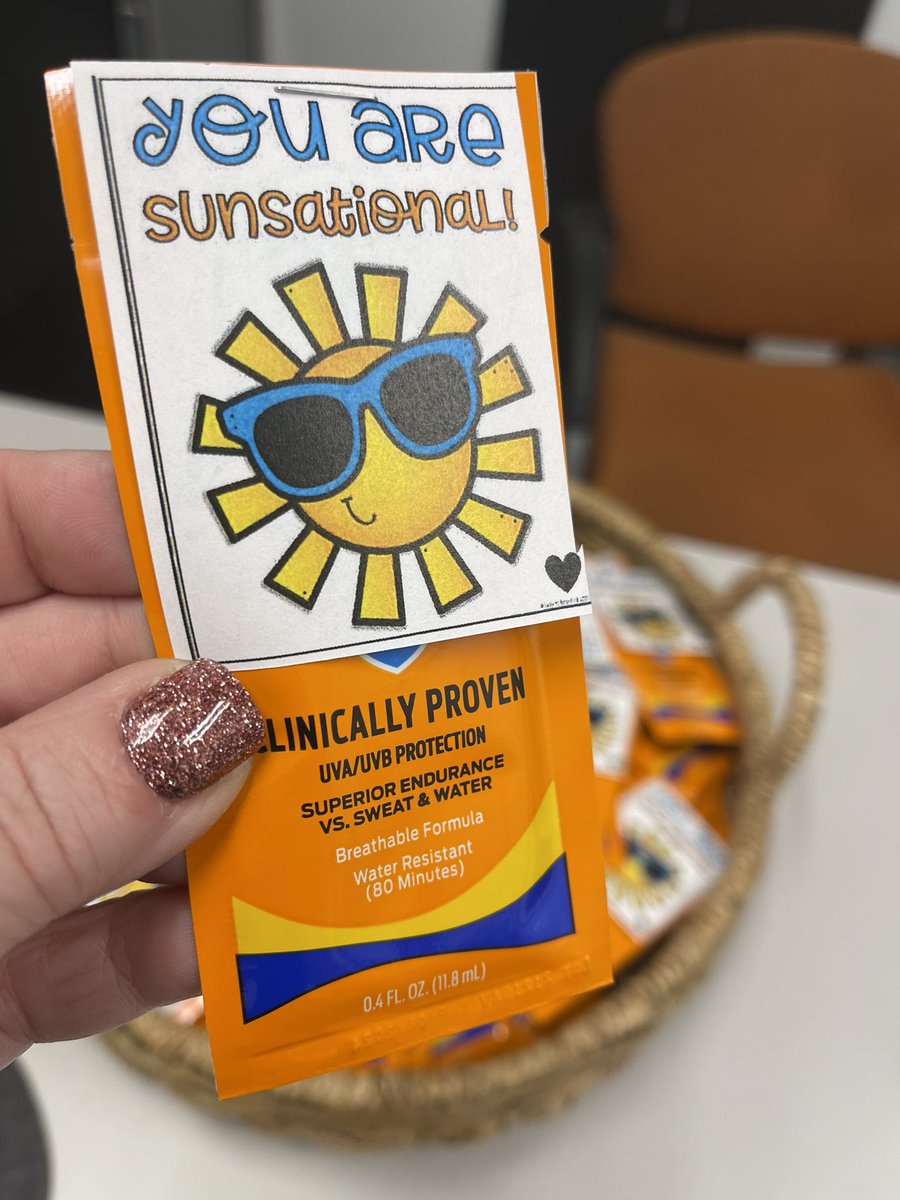 YOU ARE
SUNSATIONAL!
CLINICALLY PROVEN
UVA/UVB PROTECTION
SUPERIOR ENDURANCE
VS. SWEAT & WATER
Breathable Formula
Water Resistant
(80 Minutes)
0.4 FL. OZ. (11.8 mL)